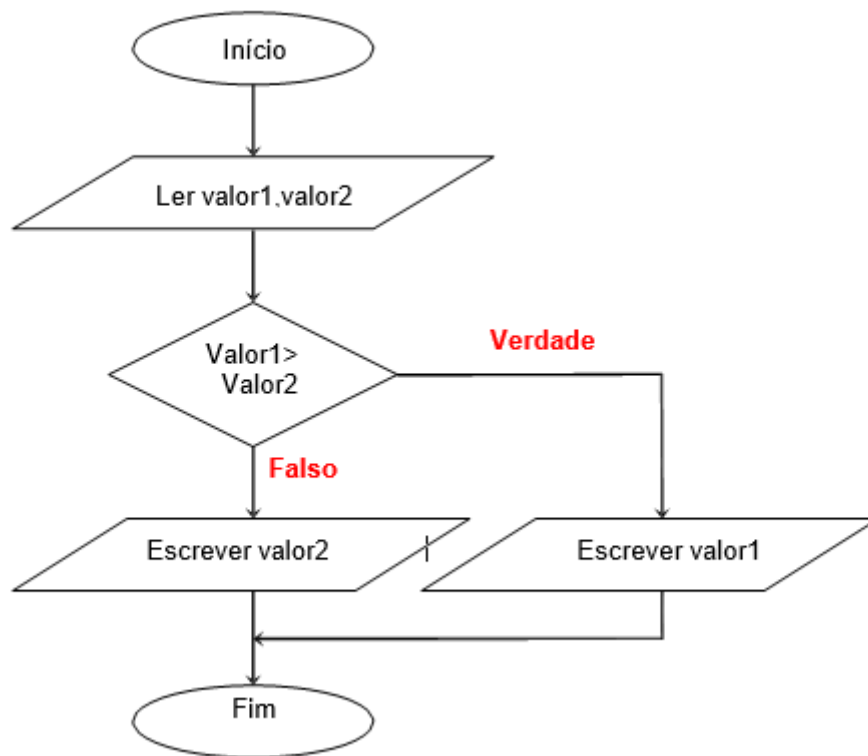 Início
Ler valor1,valor2
Valor1>
Valor2
Verdade
Falso
Escrever valor2
Escrever valor1
Fim